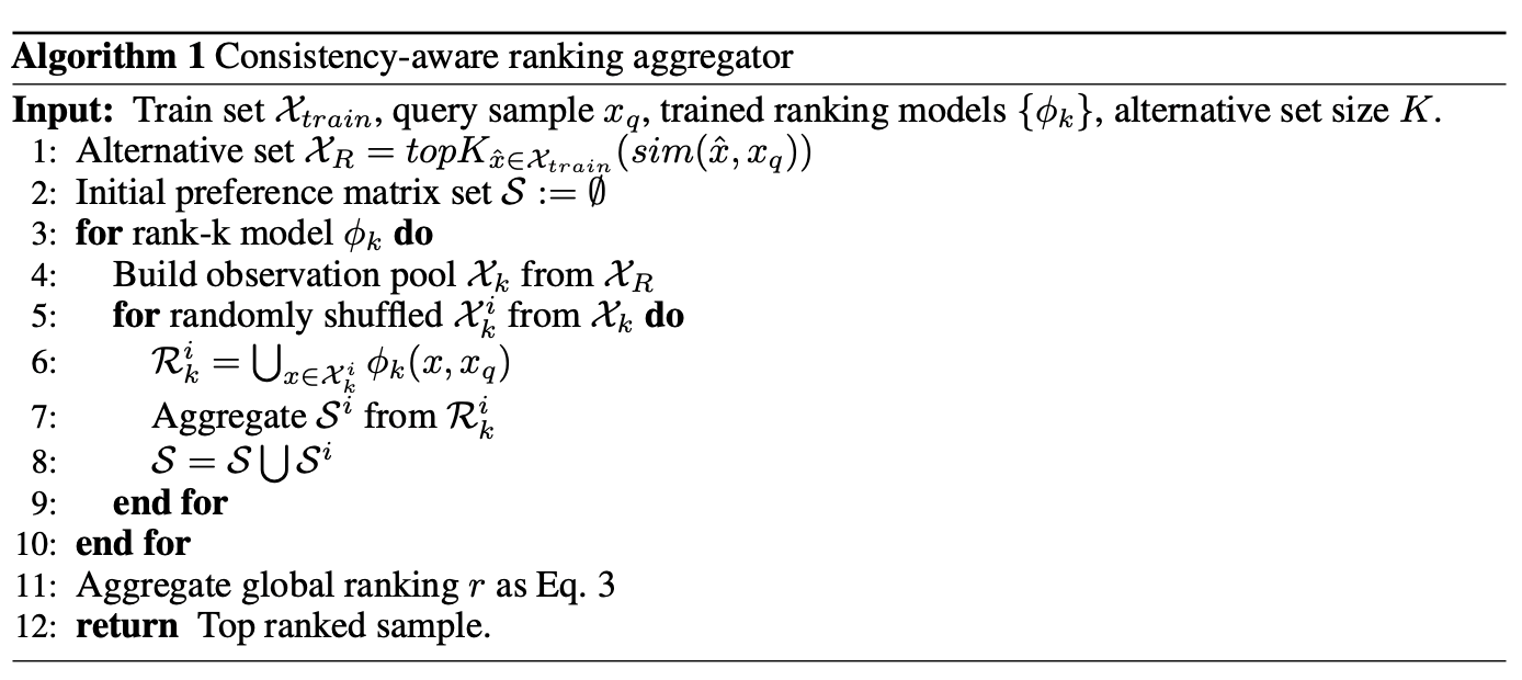 Algorithm 1 Consistency-aware ranking aggregator
Input: Train set $\mathcal{X}_{train}$, query sample $x_q$, trained ranking models $\{\phi_k\}$, alternative set size $K$.
1: Alternative set $\mathcal{X}_R = topK_{\hat{x} \in \mathcal{X}_{train}}(sim(\hat{x}, x_q))$
2: Initial preference matrix set $\mathcal{S} := \emptyset$
3: for rank-k model $\phi_k$ do
4: Build observation pool $\mathcal{X}_k$ from $\mathcal{X}_R$
5: for randomly shuffled $\mathcal{X}_k^i$ from $\mathcal{X}_k$ do
6: $\mathcal{R}_k^i = \bigcup_{x \in \mathcal{X}_k^i} \phi_k(x, x_q)$
7: Aggregate $\mathcal{S}^i$ from $\mathcal{R}_k^i$
8: $\mathcal{S} = \mathcal{S} \bigcup \mathcal{S}^i$
9: end for
10: end for
11: Aggregate global ranking $r$ as Eq. 3
12: return Top ranked sample.